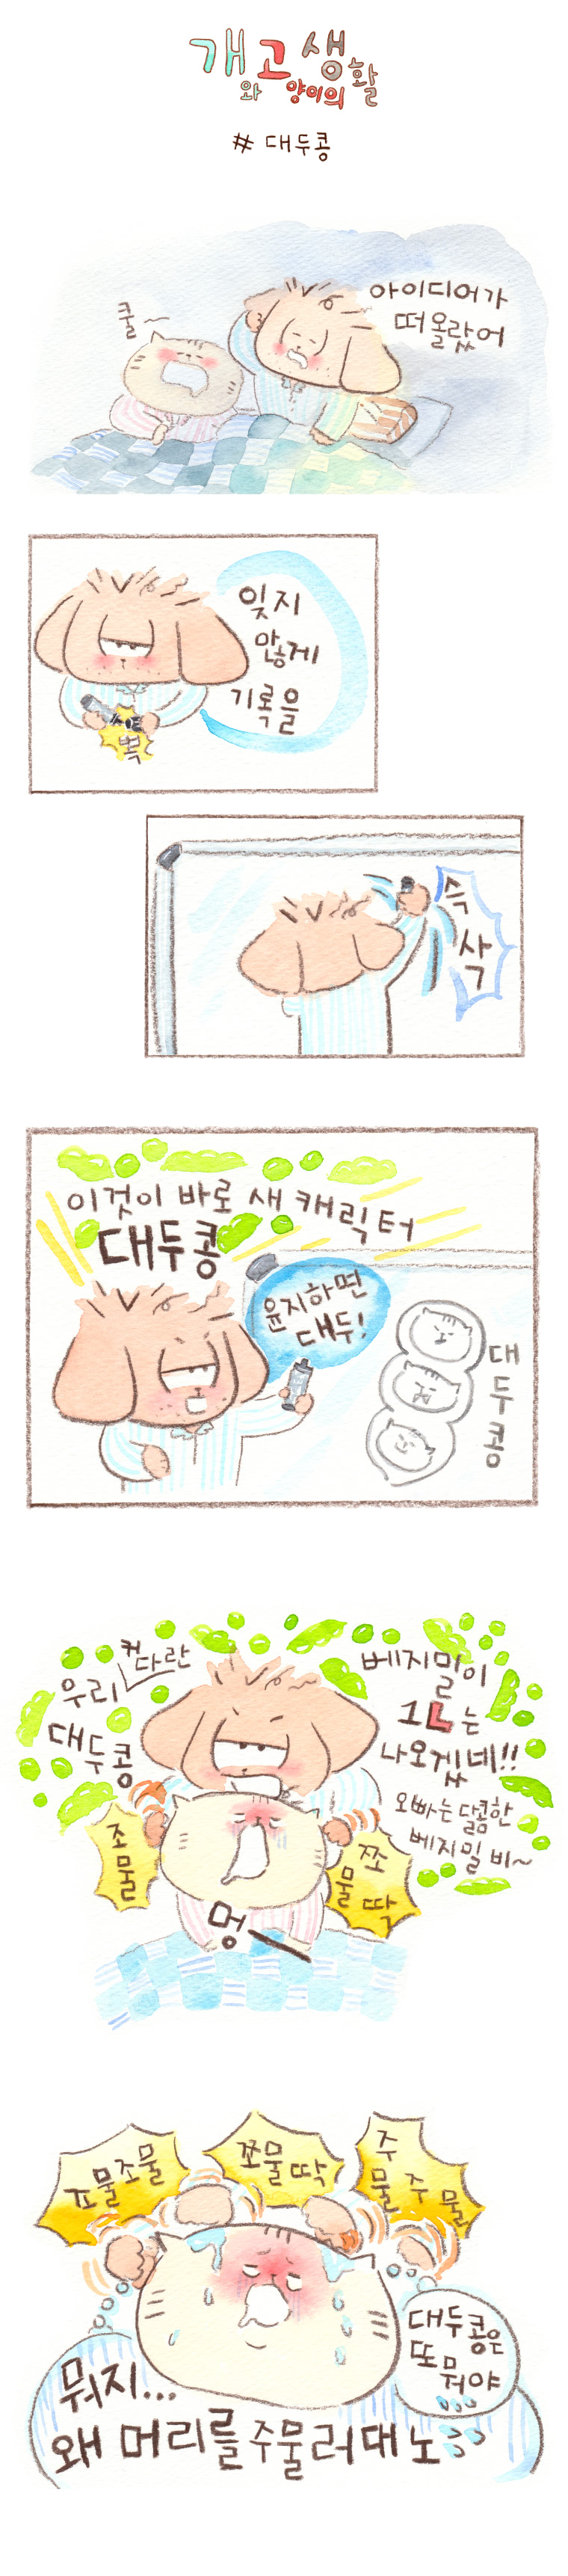 개와 고양이의 생활
# 대두콩
쿨~
아이디어가
떠올랐어
잊지
않게
기록을
뽁
슥
삭
이것이 바로 새 캐릭터
대두콩
윤지하면
대두!
대
두
콩
우리 커다란
대두콩
베지밀이
1L는
나오겠네!!
오빠는 달콤한
베지밀 비~
조
물
쪼
물 딱
멍
쪼물조물
쪼물딱
주
물 주물
대두콩은
또
뭐야
뭐지...
왜 머리를 주물러대노